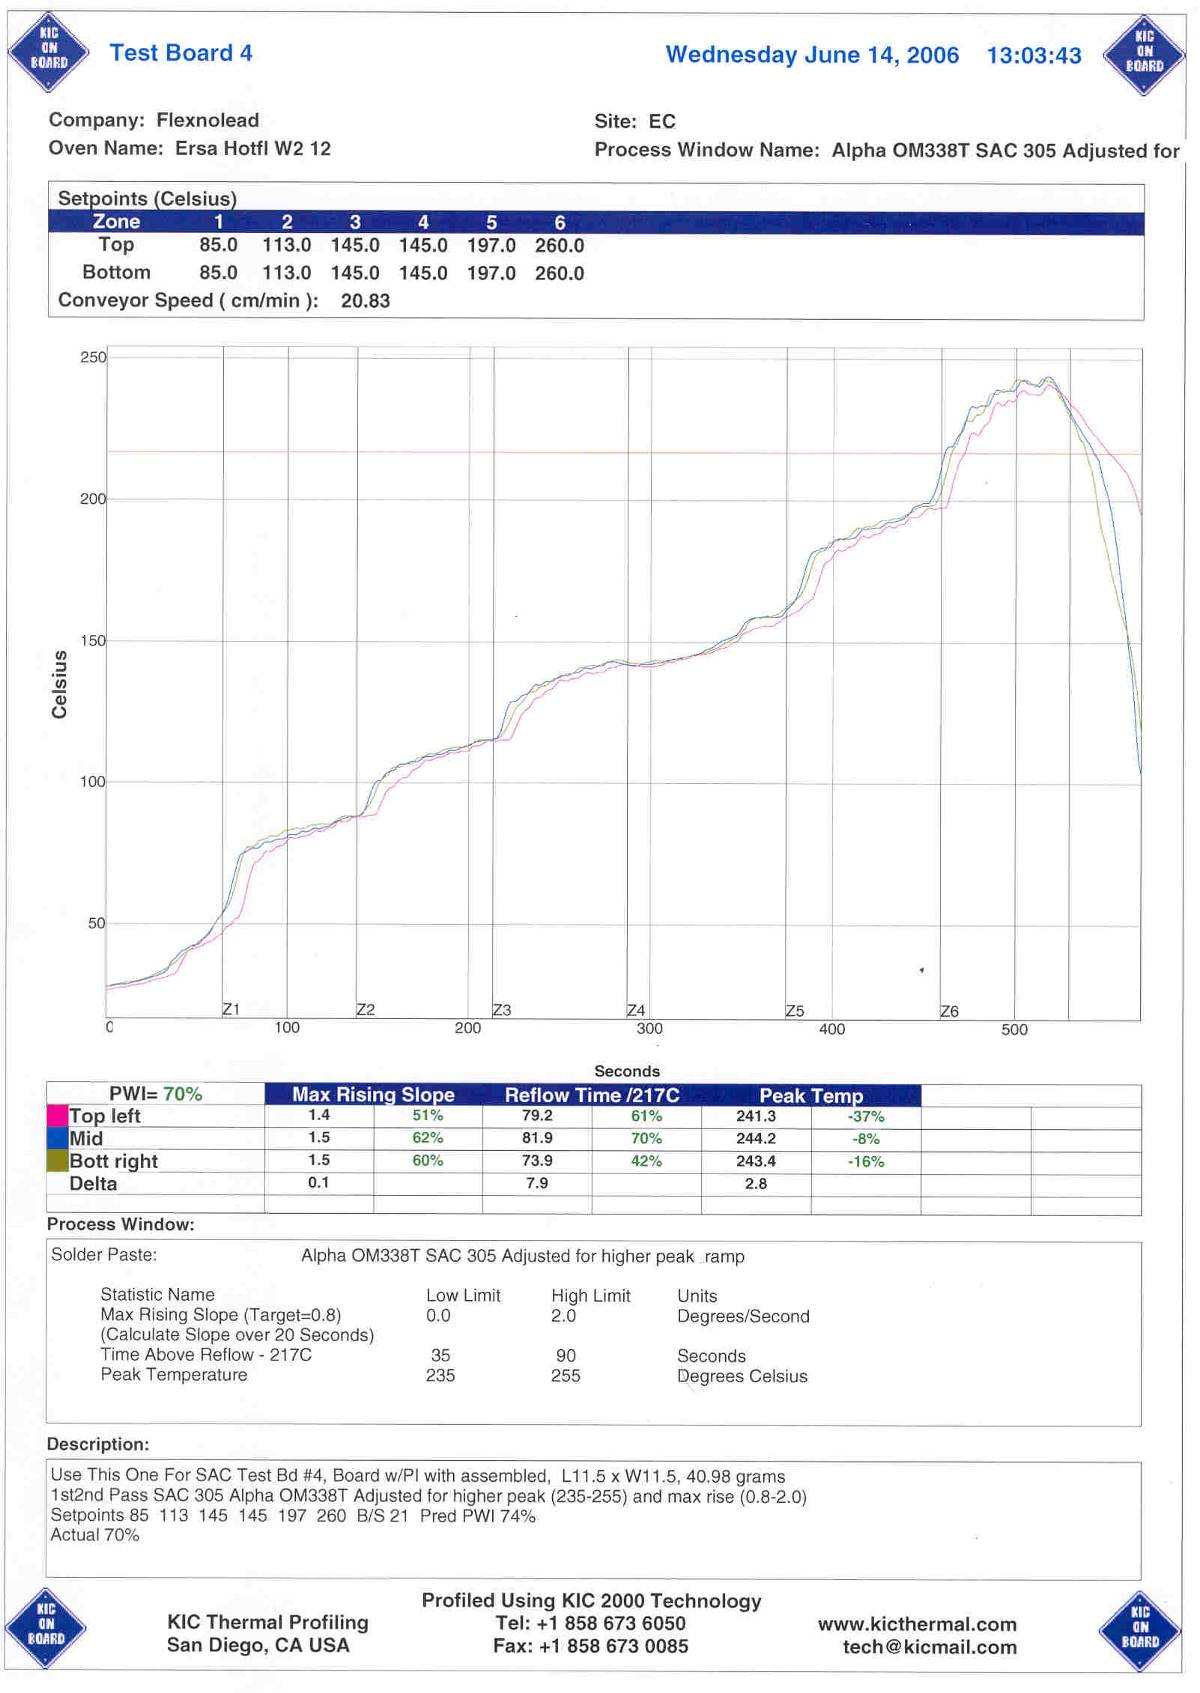 KIC ON BOARD
Test Board 4 Wednesday June 14, 2006 13:03:43
KIC ON BOARD
Company: Flexnolead Site: EC
Oven Name: Ersa Hotfl W2 12 Process Window Name: Alpha OM338T SAC 305 Adjusted for
Setpoints (Celsius)
Zone 1 2 3 4 5 6
Top 85.0 113.0 145.0 145.0 197.0 260.0
Bottom 85.0 113.0 145.0 145.0 197.0 260.0
Conveyor Speed ( cm/min ): 20.83
250
200
150
Celsius
100
50
Z1 Z2 Z3 Z4 Z5 Z6
0 100 200 300 400 500
Seconds
PWI= 70% Max Rising Slope Reflow Time /217C Peak Temp
Top left 1.4 51% 79.2 61% 241.3 -37%
Mid 1.5 62% 81.9 70% 244.2 -8%
Bott right 1.5 60% 73.9 42% 243.4 -16%
Delta 0.1 7.9 2.8
Process Window:
Solder Paste: Alpha OM338T SAC 305 Adjusted for higher peak ramp
Statistic Name Low Limit High Limit Units
Max Rising Slope (Target=0.8) 0.0 2.0 Degrees/Second
(Calculate Slope over 20 Seconds)
Time Above Reflow - 217C 35 90 Seconds
Peak Temperature 235 255 Degrees Celsius
Description:
Use This One For SAC Test Bd #4, Board w/PI with assembled, L11.5 x W11.5, 40.98 grams
1st2nd Pass SAC 305 Alpha OM338T Adjusted for higher peak (235-255) and max rise (0.8-2.0)
Setpoints 85 113 145 145 197 260 B/S 21 Pred PWI 74%
Actual 70%
KIC ON BOARD
Profiled Using KIC 2000 Technology
KIC Thermal Profiling Tel: +1 858 673 6050 www.kicthermal.com
San Diego, CA USA Fax: +1 858 673 0085 tech@kicmail.com
KIC ON BOARD